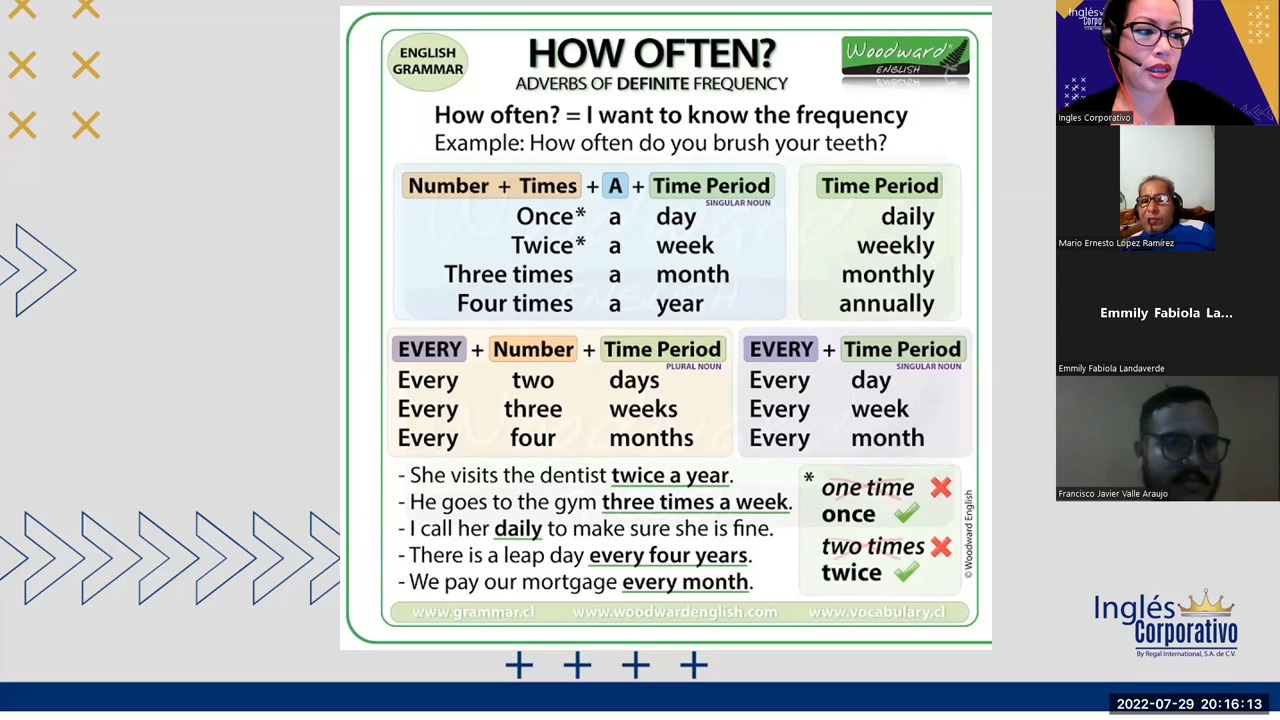 ENGLISH
GRAMMAR
HOW OFTEN?
ADVERBS OF DEFINITE FREQUENCY
Woodward
ENGLISH
How often? = I want to know the frequency
Example: How often do you brush your teeth?
Number + Times + A + Time Period
SINGULAR NOUN
Once* a day
Twice* a week
Three times a month
Four times a year
Time Period
daily
weekly
monthly
annually
EVERY + Number + Time Period
PLURAL NOUN
Every two days
Every three weeks
Every four months
EVERY + Time Period
SINGULAR NOUN
Every day
Every week
Every month
- She visits the dentist twice a year.
- He goes to the gym three times a week.
- I call her daily to make sure she is fine.
- There is a leap day every four years.
- We pay our mortgage every month.
* one time
once
two times
twice
© Woodward English
www.grammar.cl www.woodwardenglish.com www.vocabulary.cl
Inglés
Corp
Ingles Corporativo
Mario Ernesto López Ramírez
Emmily Fabiola La...
Emmily Fabiola Landaverde
Francisco Javier Valle Araujo
Inglés
Corporativo
By Regal International, S.A. de C.V.
2022-07-29 20:16:13